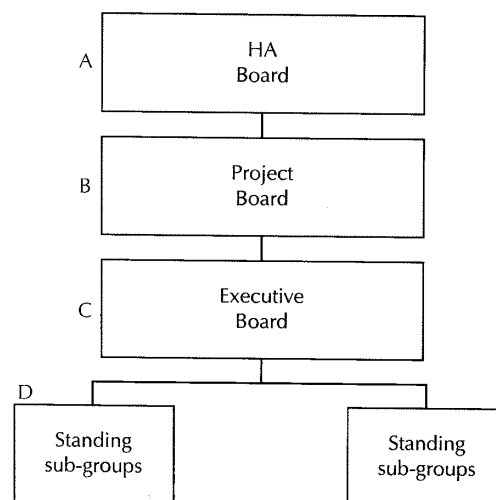 A
HA
Board
B
Project
Board
C
Executive
Board
D
Standing
sub-groups
Standing
sub-groups